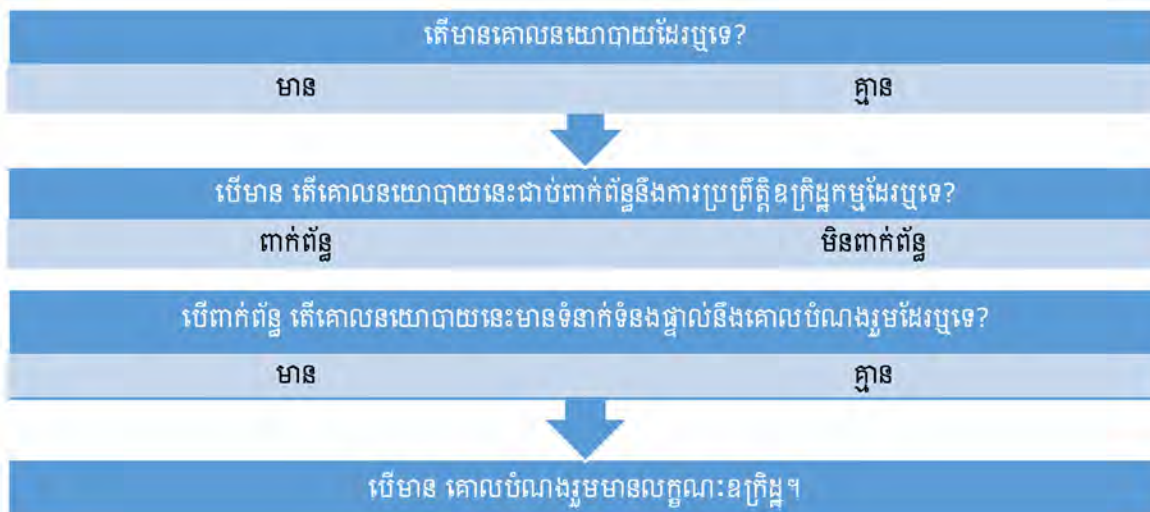 តើមានគោលនយោបាយដែរឬទេ?
មាន គ្មាន
បើមាន តើគោលនយោបាយនេះជាប់ពាក់ព័ន្ធនឹងការប្រព្រឹត្តិឧក្រិដ្ឋកម្មដែរឬទេ?
ពាក់ព័ន្ធ មិនពាក់ព័ន្ធ
បើពាក់ព័ន្ធ តើគោលនយោបាយនេះមានទំនាក់ទំនងផ្ទាល់នឹងគោលបំណងរួមដែរឬទេ?
មាន គ្មាន
បើមាន គោលបំណងរួមមានលក្ខណៈឧក្រិដ្ឋ។